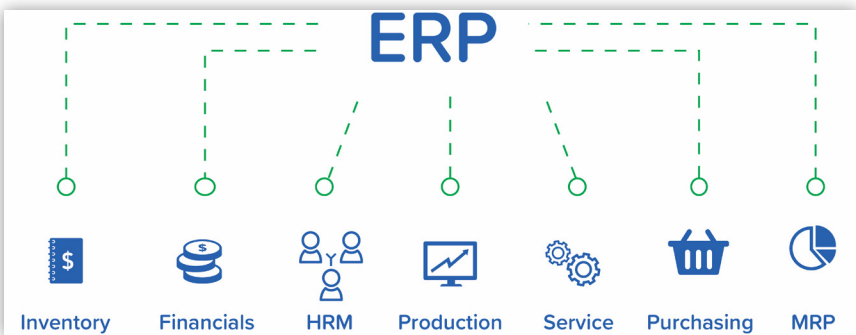 ERP
$
$
Inventory Financials HRM Production Service Purchasing MRP